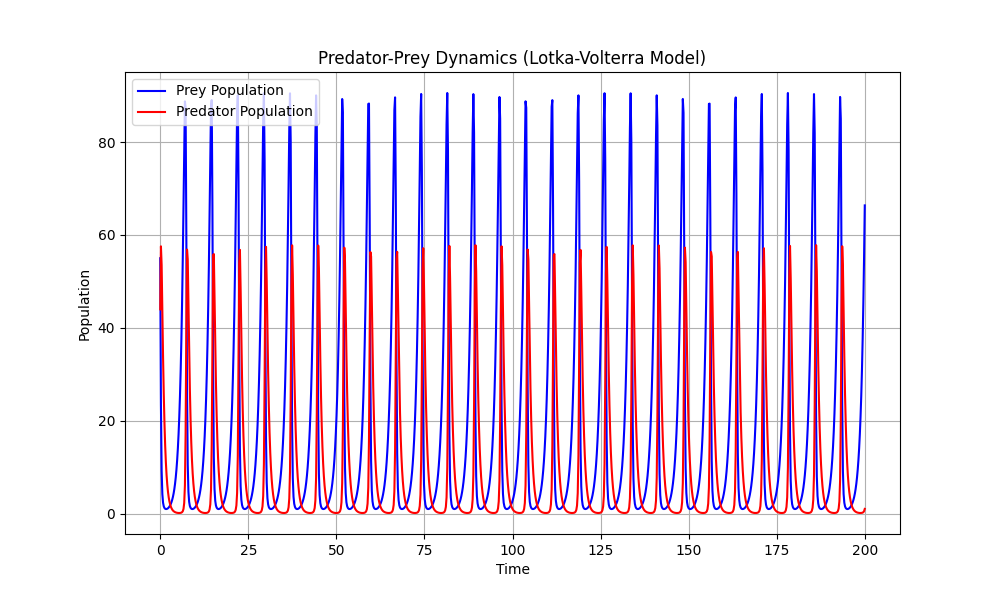 Predator-Prey Dynamics (Lotka-Volterra Model)
Prey Population
Predator Population
Population
80
60
40
20
0
0 25 50 75 100 125 150 175 200
Time